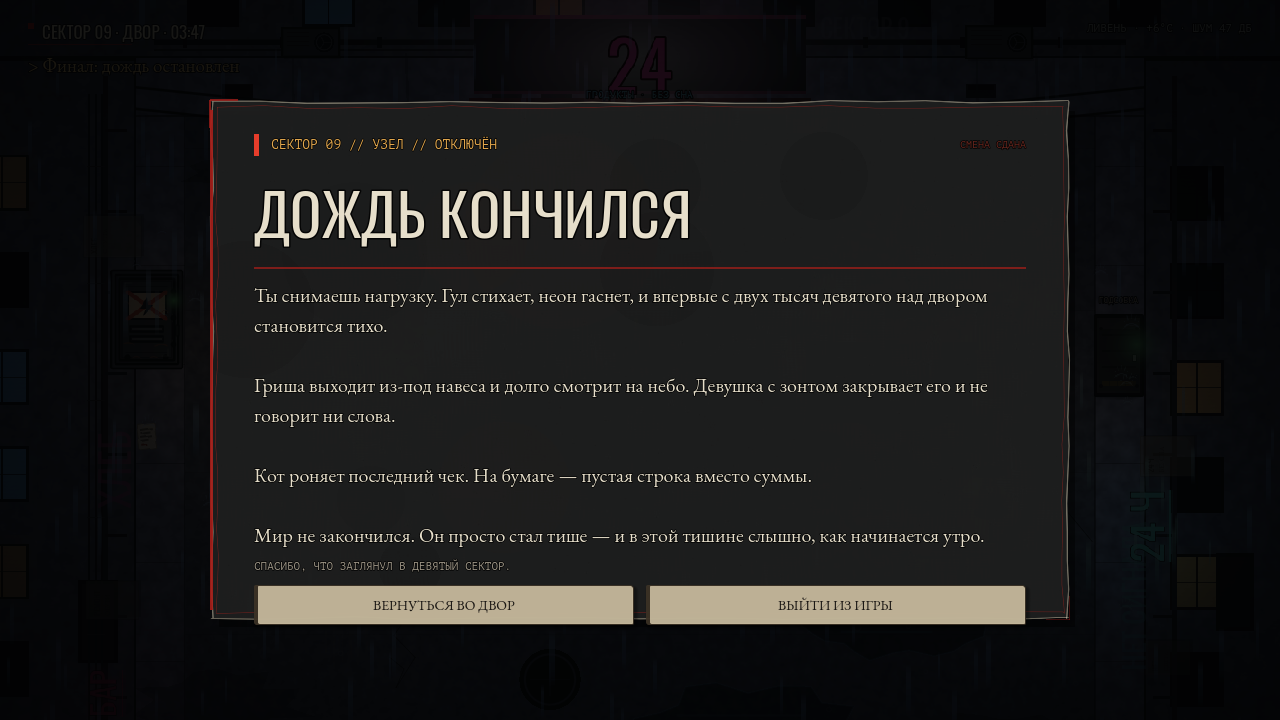 СЕКТОР 09 · ДВОР · 03:47
> Финал: дождь остановлен
24
СЕКТОР 09 // УЗЕЛ // ОТКЛЮЧЁН
СМЕНА СДАНА
ДОЖДЬ КОНЧИЛСЯ
Ты снимаешь нагрузку. Гул стихает, неон гаснет, и впервые с двух тысяч девятого над двором
становится тихо.
Гриша выходит из-под навеса и долго смотрит на небо. Девушка с зонтом закрывает его и не
говорит ни слова.
Кот роняет последний чек. На бумаге — пустая строка вместо суммы.
Мир не закончился. Он просто стал тише — и в этой тишине слышно, как начинается утро.
СПАСИБО, ЧТО ЗАГЛЯНУЛ В ДЕВЯТЫЙ СЕКТОР.
ВЕРНУТЬСЯ ВО ДВОР
ВЫЙТИ ИЗ ИГРЫ
24 Ч